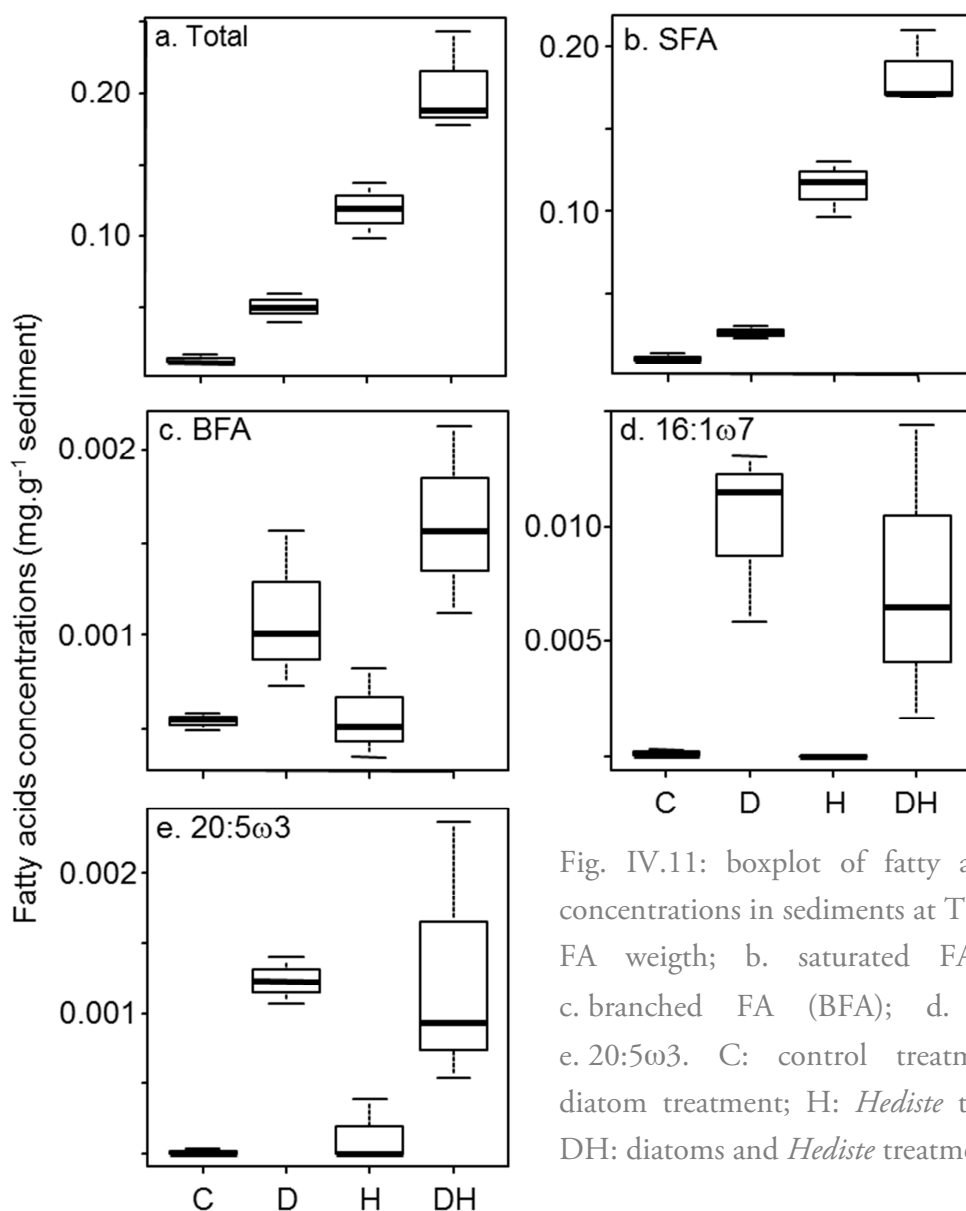 Fatty acids concentrations (mg.g⁻¹ sediment)
a. Total
0.20
0.10
b. SFA
0.20
0.10
c. BFA
0.002
0.001
d. 16:1ω7
0.010
0.005
C D H DH
e. 20:5ω3
0.002
0.001
C D H DH
Fig. IV.11: boxplot of fatty
concentrations in sediments at
FA weigth; b. saturated
c. branched FA (BFA); d.
e. 20:5ω3. C: control
diatom treatment; H: Hediste
DH: diatoms and Hediste